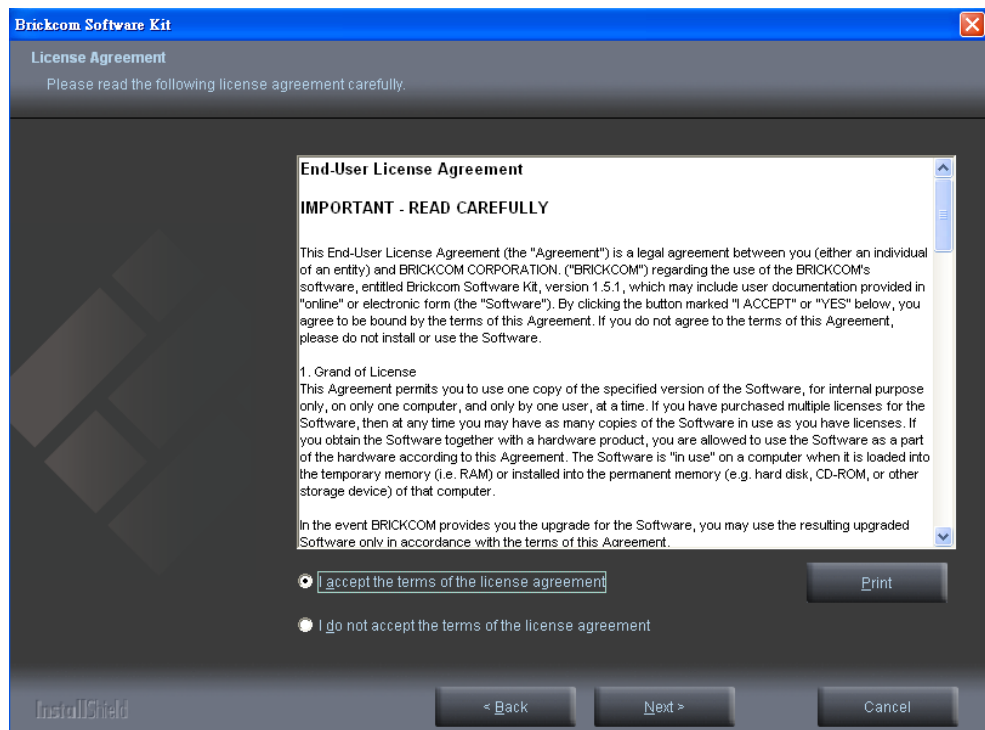 Brickcom Software Kit
License Agreement
Please read the following license agreement carefully.
End-User License Agreement
IMPORTANT - READ CAREFULLY
This End-User License Agreement (the "Agreement") is a legal agreement between you (either an individual
of an entity) and BRICKCOM CORPORATION. ("BRICKCOM") regarding the use of the BRICKCOM's
software, entitled Brickcom Software Kit, version 1.5.1, which may include user documentation provided in
"online" or electronic form (the "Software"). By clicking the button marked "I ACCEPT" or "YES" below, you
agree to be bound by the terms of this Agreement. If you do not agree to the terms of this Agreement,
please do not install or use the Software.
1. Grand of License
This Agreement permits you to use one copy of the specified version of the Software, for internal purpose
only, on only one computer, and only by one user, at a time. If you have purchased multiple licenses for the
Software, then at any time you may have as many copies of the Software in use as you have licenses. If
you obtain the Software together with a hardware product, you are allowed to use the Software as a part
of the hardware according to this Agreement. The Software is "in use" on a computer when it is loaded into
the temporary memory (i.e. RAM) or installed into the permanent memory (e.g. hard disk, CD-ROM, or other
storage device) of that computer.
In the event BRICKCOM provides you the upgrade for the Software, you may use the resulting upgraded
Software only in accordance with the terms of this Agreement.
I accept the terms of the license agreement
Print
I do not accept the terms of the license agreement
InstallShield
< Back
Next >
Cancel